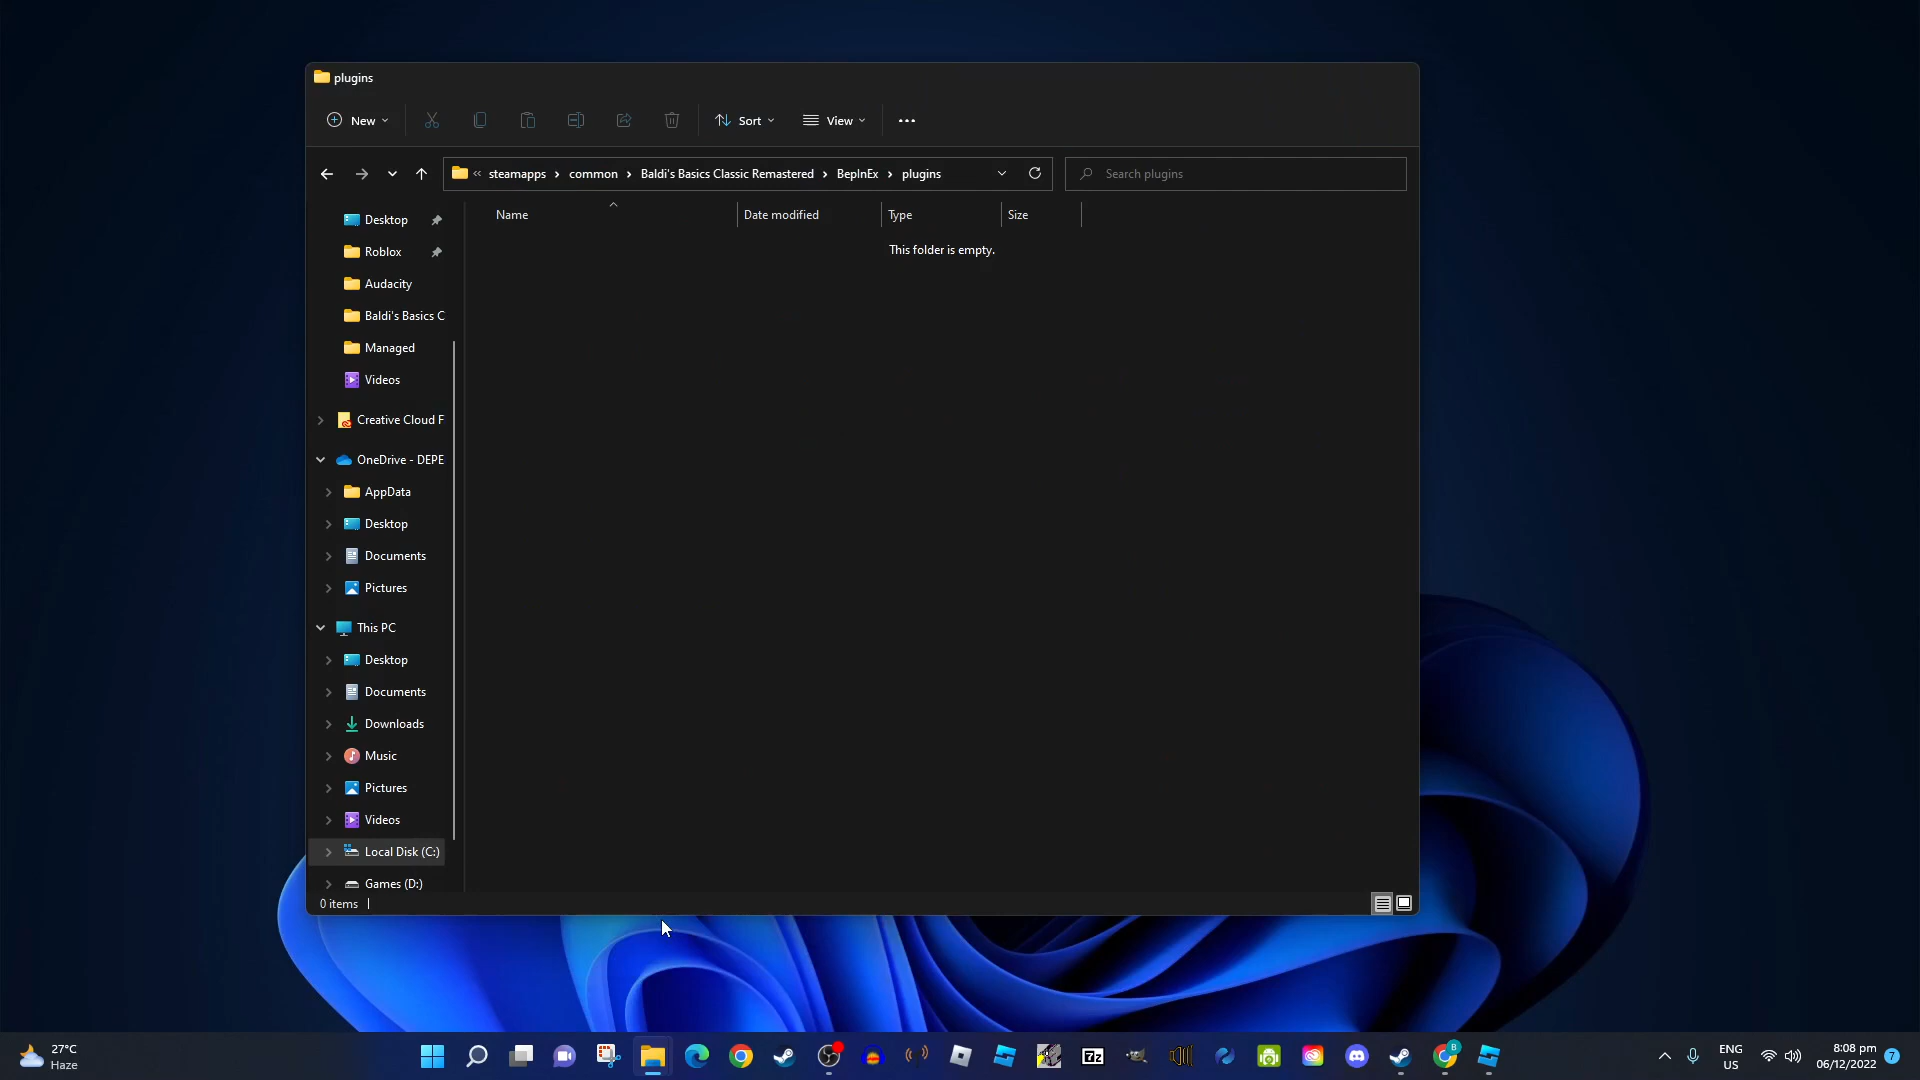 plugins
New
Sort
View
« steamapps > common > Baldi's Basics Classic Remastered > BepInEx > plugins
Search plugins
Name
Date modified
Type
Size
This folder is empty.
Desktop
Roblox
Audacity
Baldi's Basics C
Managed
Videos
Creative Cloud F
OneDrive - DEPE
AppData
Desktop
Documents
Pictures
This PC
Desktop
Documents
Downloads
Music
Pictures
Videos
Local Disk (C:)
Games (D:)
0 items
27°C
Haze
7z
8
ENG
US
8:08 pm
06/12/2022
7